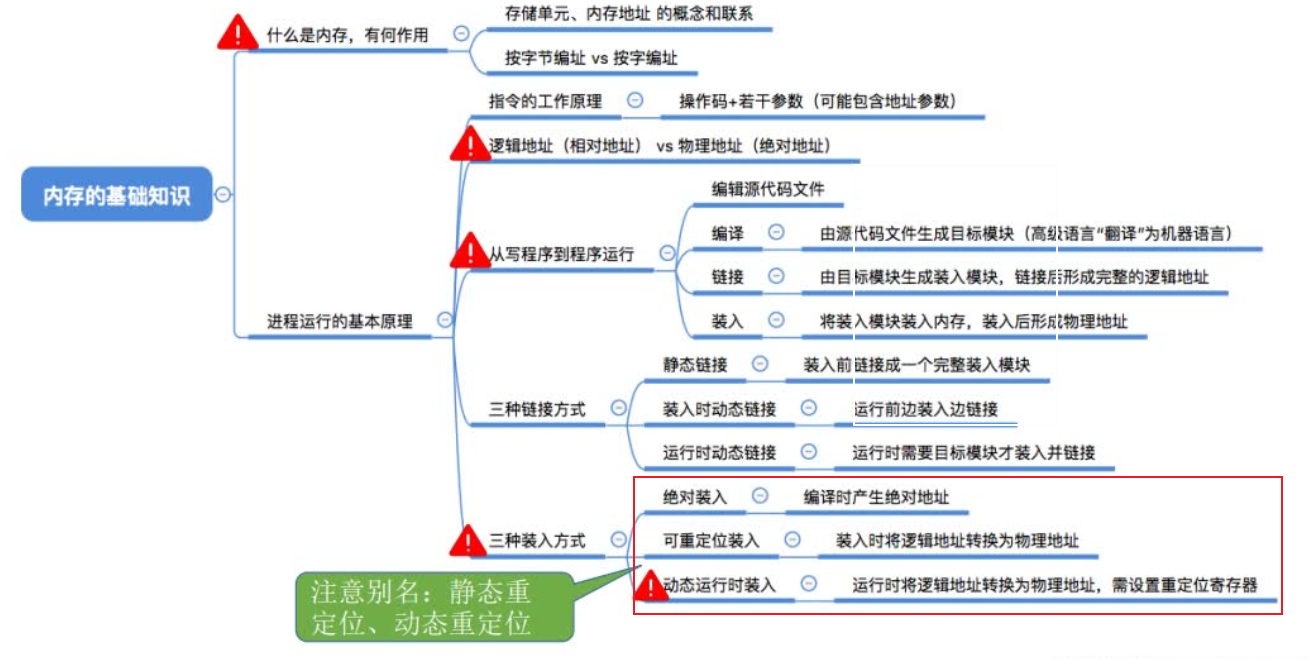 什么是内存，有何作用
存储单元、内存地址 的概念和联系
按字节编址 vs 按字编址
内存的基础知识
进程运行的基本原理
指令的工作原理
操作码+若干参数（可能包含地址参数）
逻辑地址（相对地址） vs 物理地址（绝对地址）
从写程序到程序运行
编辑源代码文件
编译
由源代码文件生成目标模块（高级语言“翻译”为机器语言）
链接
由目标模块生成装入模块，链接后形成完整的逻辑地址
装入
将装入模块装入内存，装入后形成物理地址
三种链接方式
静态链接
装入前链接成一个完整装入模块
装入时动态链接
运行前边装入边链接
运行时动态链接
运行时需要目标模块才装入并链接
三种装入方式
绝对装入
编译时产生绝对地址
可重定位装入
装入时将逻辑地址转换为物理地址
动态运行时装入
运行时将逻辑地址转换为物理地址，需设置重定位寄存器
注意别名：静态重
定位、动态重定位